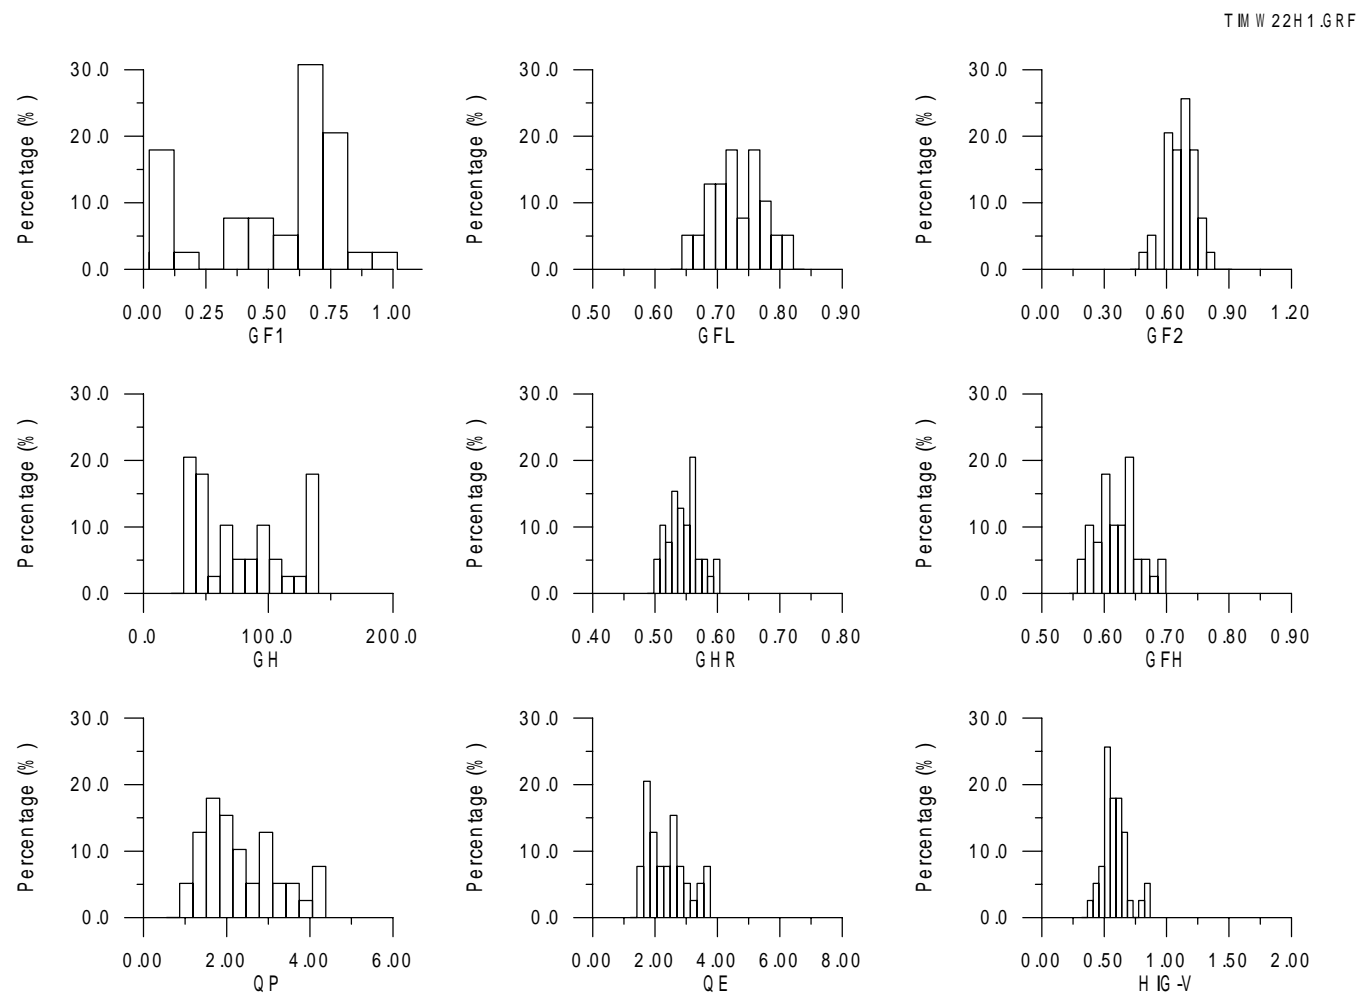 TIMW22H1.GRF
30.0 30.0 30.0
20.0 20.0 20.0
10.0 10.0 10.0
0.0 0.0 0.0
Percentage (%) Percentage (%) Percentage (%)
0.00 0.25 0.50 0.75 1.00 0.50 0.60 0.70 0.80 0.90 0.00 0.30 0.60 0.90 1.20
GF1 GFL GF2
30.0 30.0 30.0
20.0 20.0 20.0
10.0 10.0 10.0
0.0 0.0 0.0
Percentage (%) Percentage (%) Percentage (%)
0.0 100.0 200.0 0.40 0.50 0.60 0.70 0.80 0.50 0.60 0.70 0.80 0.90
GH GHR GFH
30.0 30.0 30.0
20.0 20.0 20.0
10.0 10.0 10.0
0.0 0.0 0.0
Percentage (%) Percentage (%) Percentage (%)
0.00 2.00 4.00 6.00 0.00 2.00 4.00 6.00 8.00 0.00 0.50 1.00 1.50 2.00
QP QE HIG-V